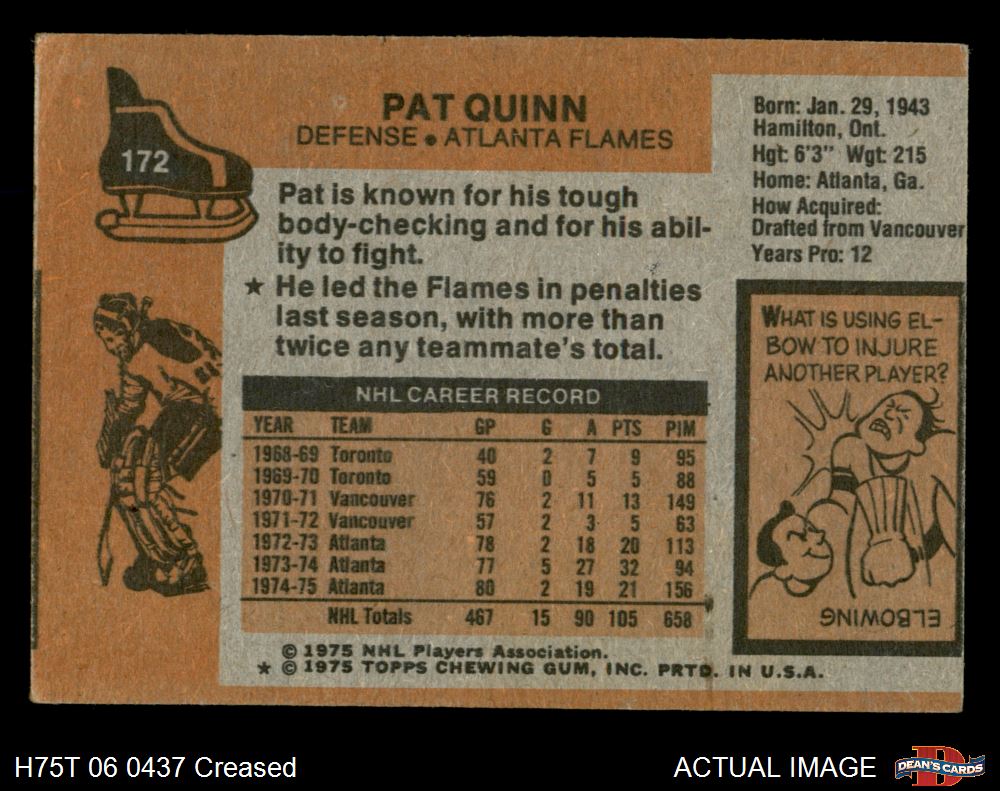 172
PAT QUINN
DEFENSE • ATLANTA FLAMES
Born: Jan. 29, 1943
Hamilton, Ont.
Hgt: 6'3" Wgt: 215
Home: Atlanta, Ga.
How Acquired:
Drafted from Vancouver
Years Pro: 12
Pat is known for his tough
body-checking and for his abil-
ity to fight.
★ He led the Flames in penalties
last season, with more than
twice any teammate's total.
NHL CAREER RECORD
YEAR TEAM GP G A PTS PIM
1968-69 Toronto 40 2 7 9 95
1969-70 Toronto 59 0 5 5 88
1970-71 Vancouver 76 2 11 13 149
1971-72 Vancouver 57 2 3 5 63
1972-73 Atlanta 78 2 18 20 113
1973-74 Atlanta 77 5 27 32 94
1974-75 Atlanta 80 2 19 21 156
NHL Totals 467 15 90 105 658
WHAT IS USING EL-
BOW TO INJURE
ANOTHER PLAYER?
ELBOWING
© 1975 NHL Players Association.
★ © 1975 TOPPS CHEWING GUM, INC. PRTD. IN U.S.A.
H75T 06 0437 Creased
ACTUAL IMAGE
D
DEAN'S CARDS